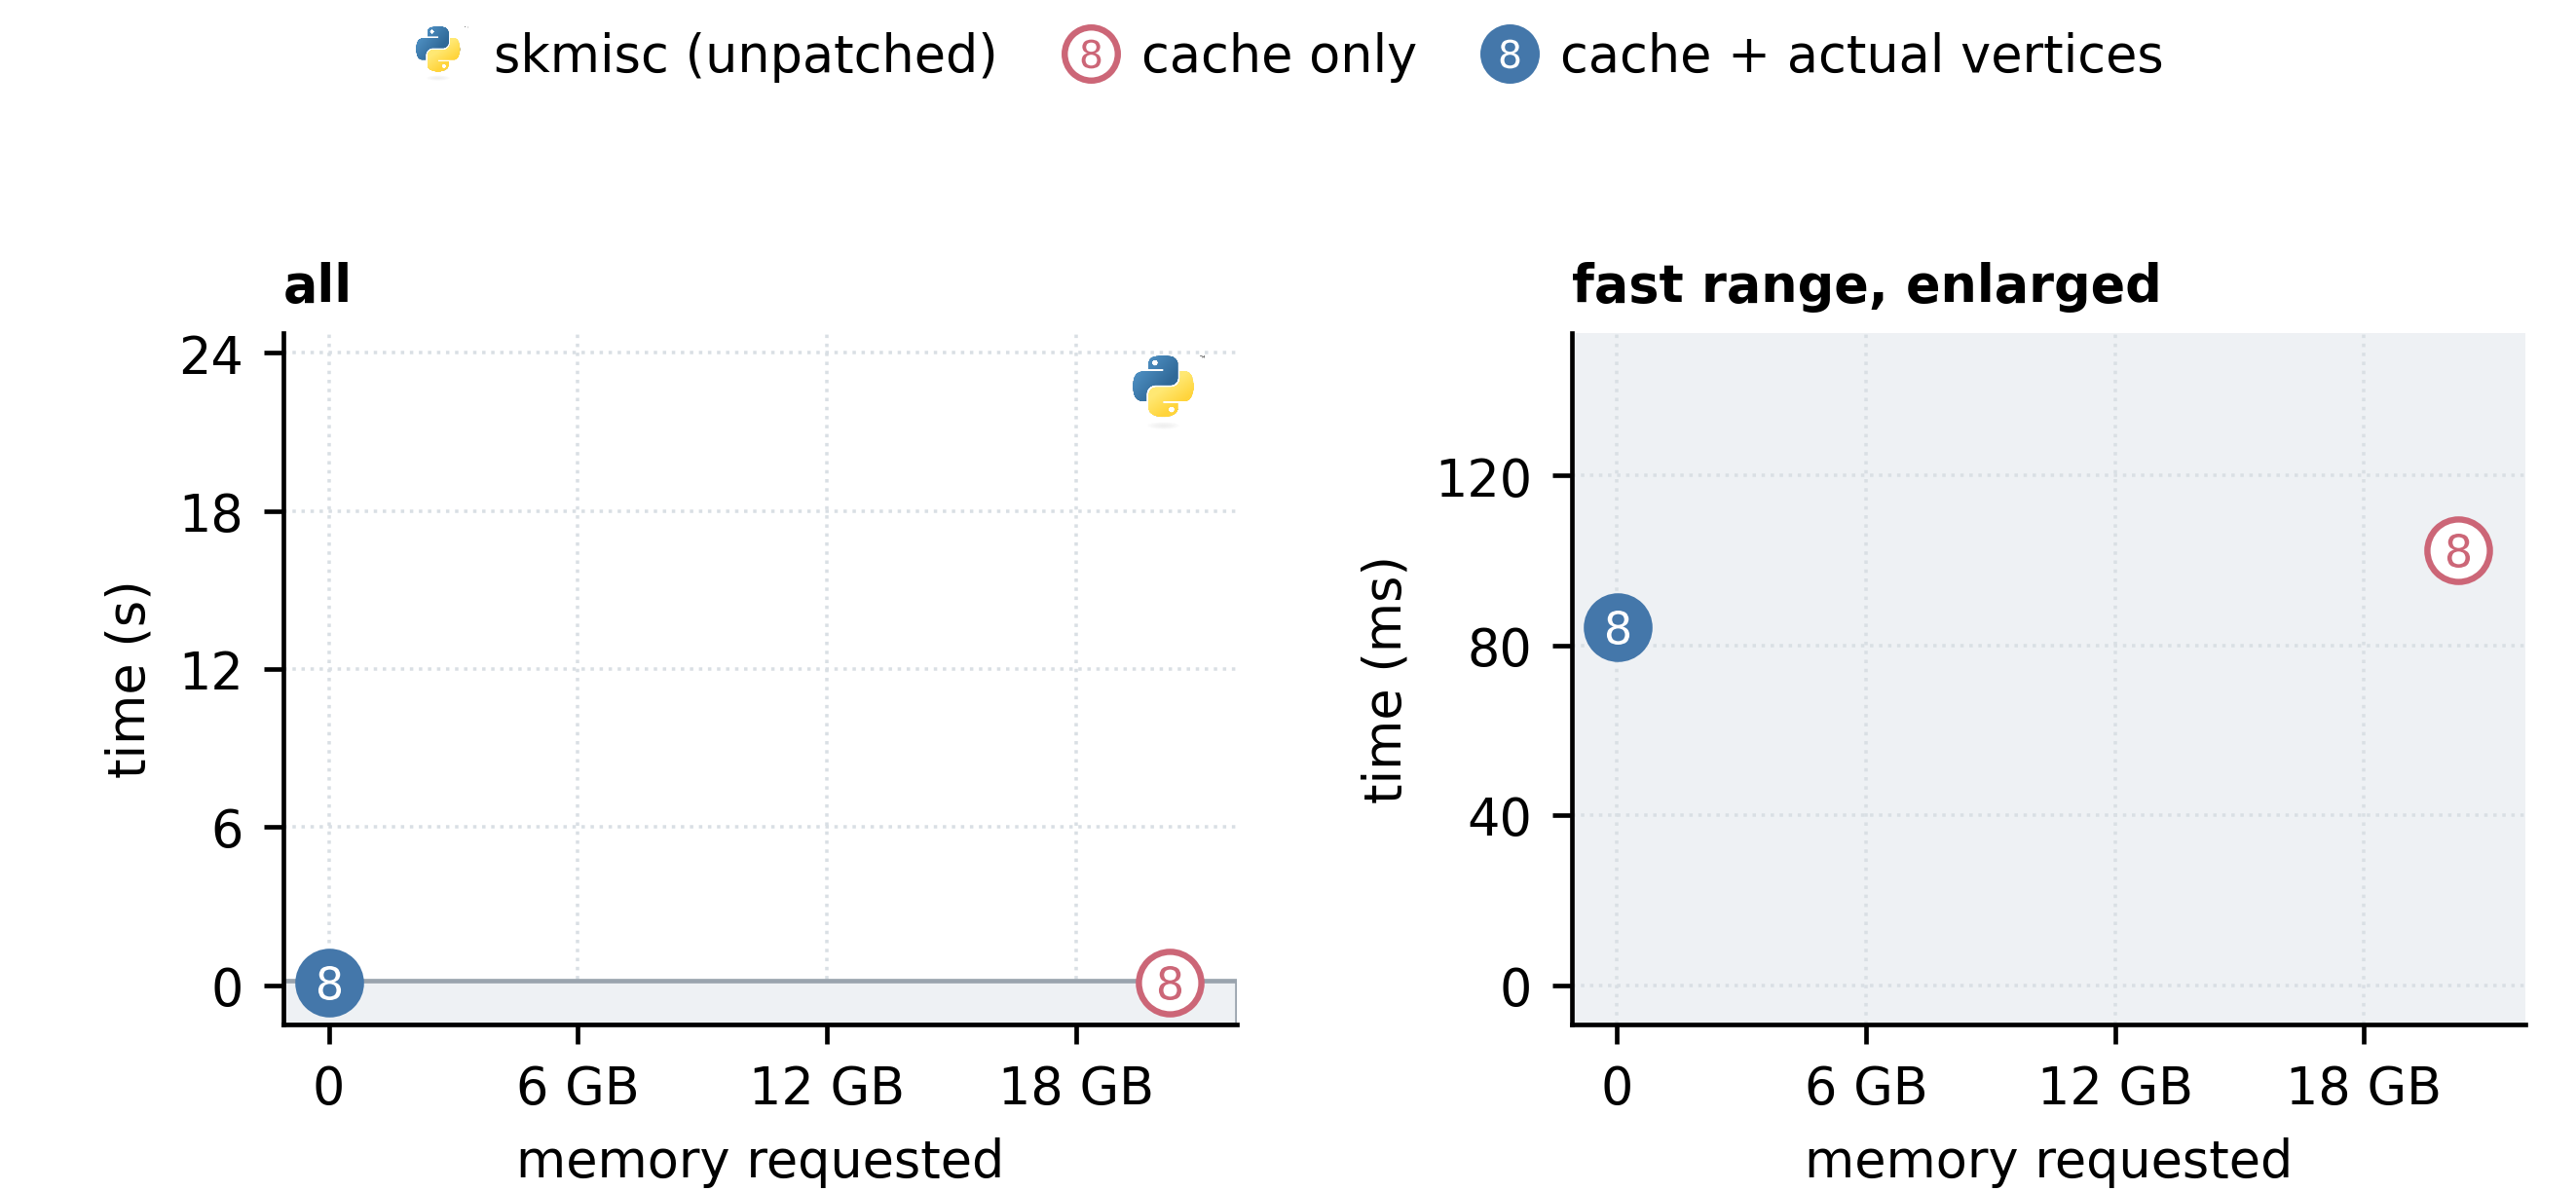 skmisc (unpatched)
8 cache only
8 cache + actual vertices
all
24
18
12
6
0
time (s)
8
8
0
6 GB
12 GB
18 GB
memory requested
fast range, enlarged
120
80
40
0
time (ms)
8
8
0
6 GB
12 GB
18 GB
memory requested